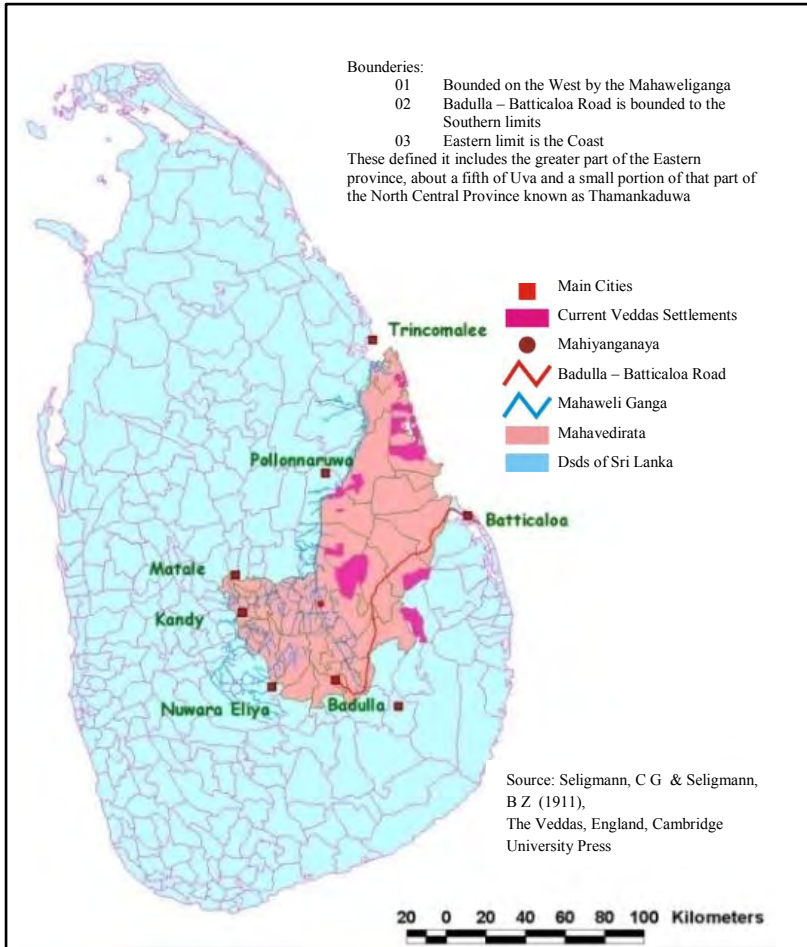 Bounderies:
01 Bounded on the West by the Mahaweliganga
02 Badulla – Batticaloa Road is bounded to the
Southern limits
03 Eastern limit is the Coast
These defined it includes the greater part of the Eastern
province, about a fifth of Uva and a small portion of that part of
the North Central Province known as Thamankaduwa
Main Cities
Current Veddas Settlements
Mahiyanganaya
Badulla – Batticaloa Road
Mahaweli Ganga
Mahavedirata
Dsds of Sri Lanka
Trincomalee
Pollonnaruwa
Batticaloa
Matale
Kandy
Nuwara Eliya
Badulla
Source: Seligmann, C G & Seligmann,
B Z (1911),
The Veddas, England, Cambridge
University Press
20 0 20 40 60 80 100 Kilometers